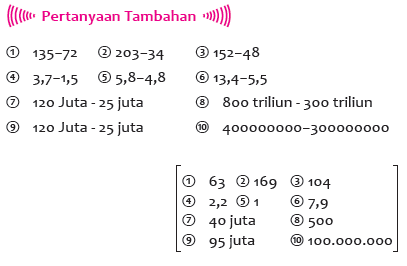 Pertanyaan Tambahan
① 135–72 ② 203–34 ③ 152–48
④ 3,7–1,5 ⑤ 5,8–4,8 ⑥ 13,4–5,5
⑦ 120 Juta - 25 juta ⑧ 800 triliun - 300 triliun
⑨ 120 Juta - 25 juta ⑩ 400000000–300000000
① 63 ② 169 ③ 104
④ 2,2 ⑤ 1 ⑥ 7,9
⑦ 40 juta ⑧ 500
⑨ 95 juta ⑩ 100.000.000